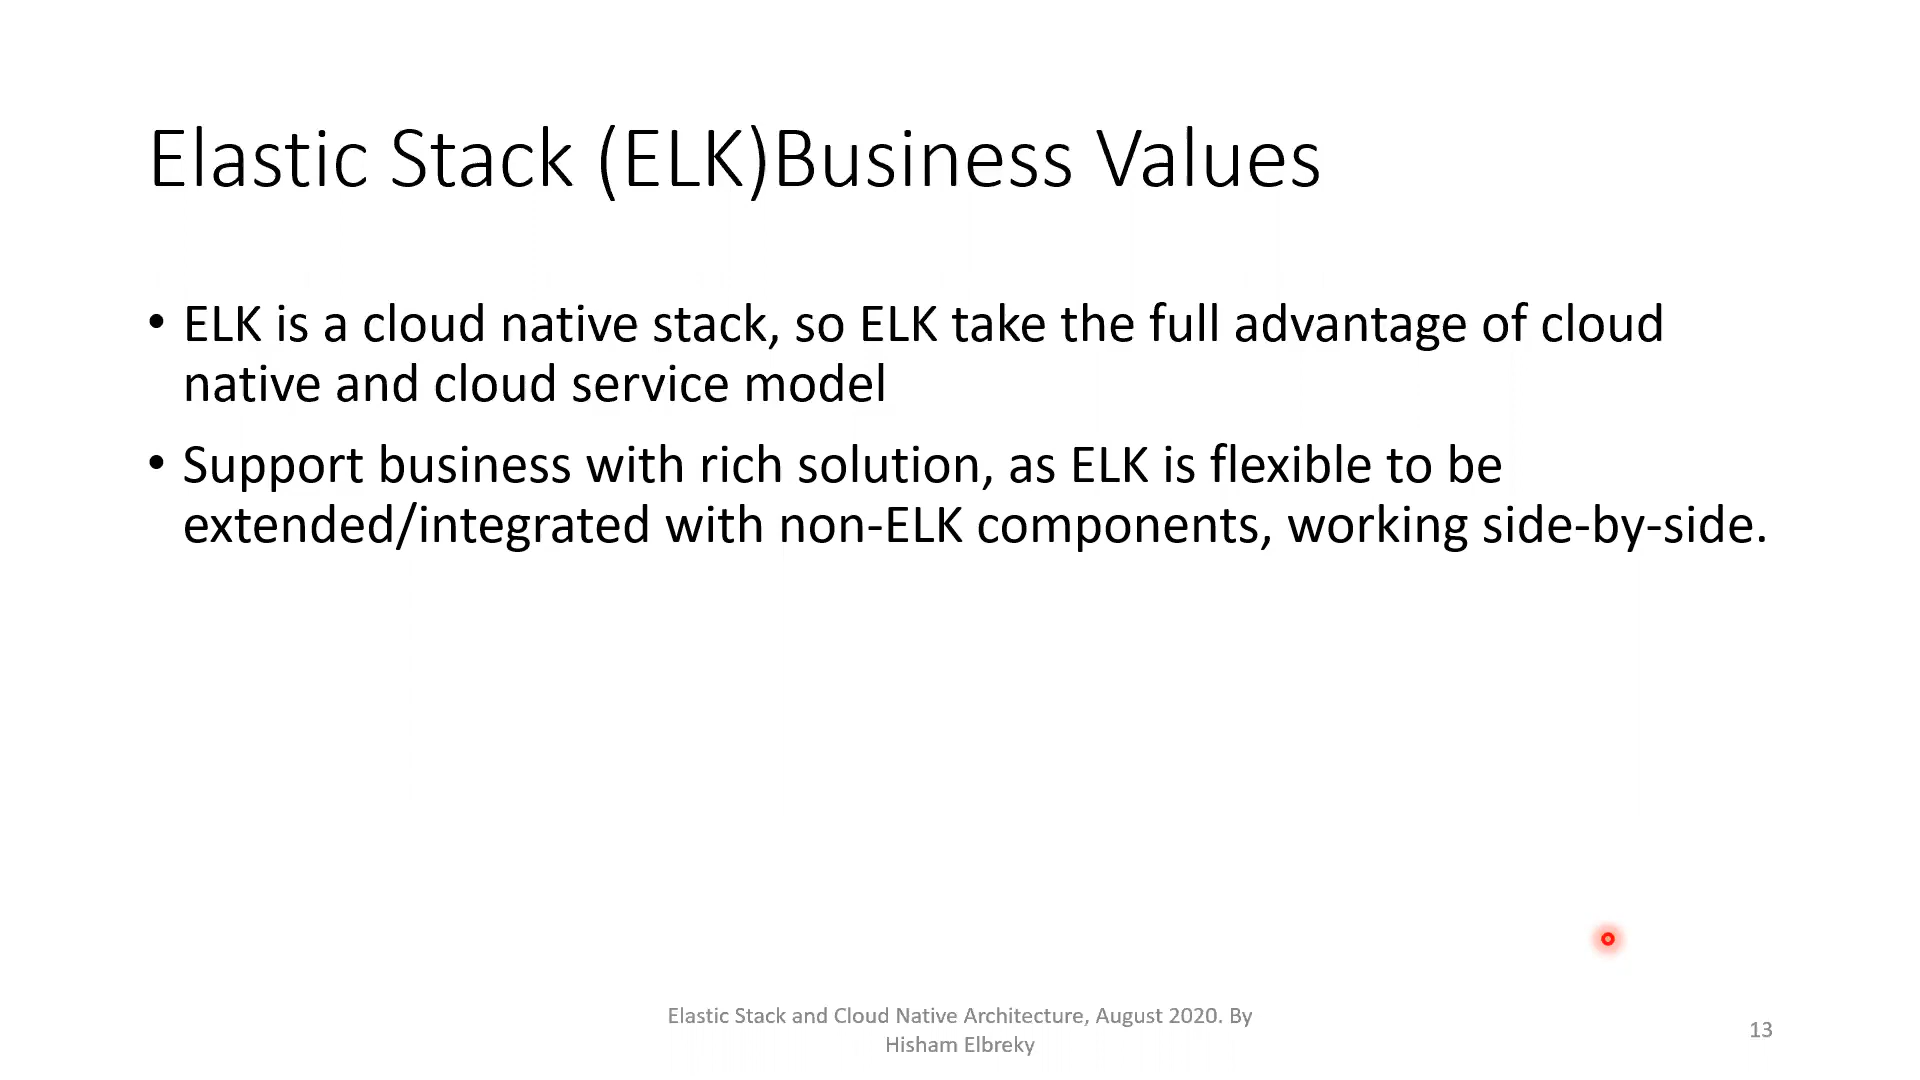 Elastic Stack (ELK)Business Values
• ELK is a cloud native stack, so ELK take the full advantage of cloud
native and cloud service model
• Support business with rich solution, as ELK is flexible to be
extended/integrated with non-ELK components, working side-by-side.
Elastic Stack and Cloud Native Architecture, August 2020. By
Hisham Elbreky
13